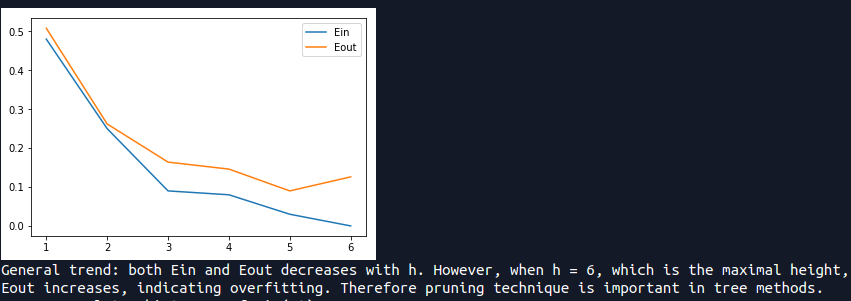 0.5
0.4
0.3
0.2
0.1
0.0
Ein
Eout
1 2 3 4 5 6
General trend: both Ein and Eout decreases with h. However, when h = 6, which is the maximal height,
Eout increases, indicating overfitting. Therefore pruning technique is important in tree methods.